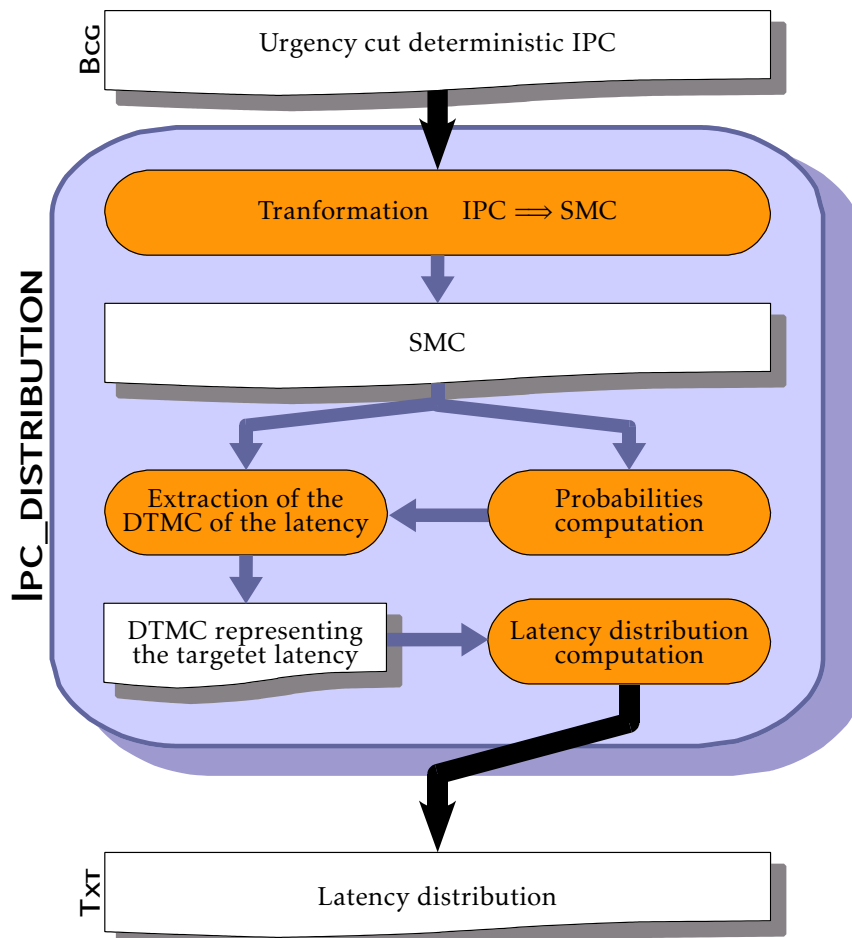 BCG
Urgency cut deterministic IPC
IPC_DISTRIBUTION
Tranformation IPC ⟹ SMC
SMC
Extraction of the
DTMC of the latency
Probabilities
computation
DTMC representing
the targetet latency
Latency distribution
computation
TXT
Latency distribution